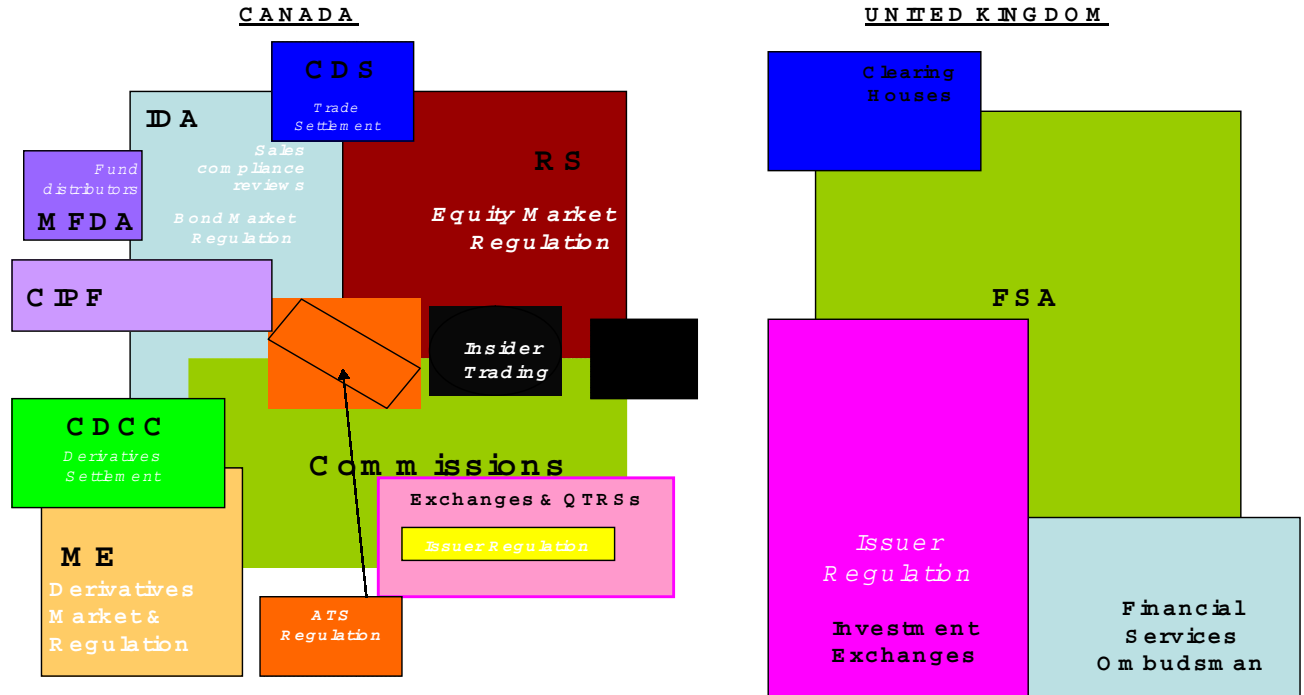 CANADA
UNITED KINGDOM
CDS
Trade
Settlement
IDA
Sales
compliance
reviews
Bond Market
Regulation
RS
Equity Market
Regulation
Fund
distributors
MFDA
CIPF
Insider
Trading
CDCC
Derivatives
Settlement
Commissions
Exchanges & QTRSs
Issuer Regulation
ME
Derivatives
Market &
Regulation
ATS
Regulation
Clearing
Houses
FSA
Issuer
Regulation
Investment
Exchanges
Financial
Services
Ombudsman